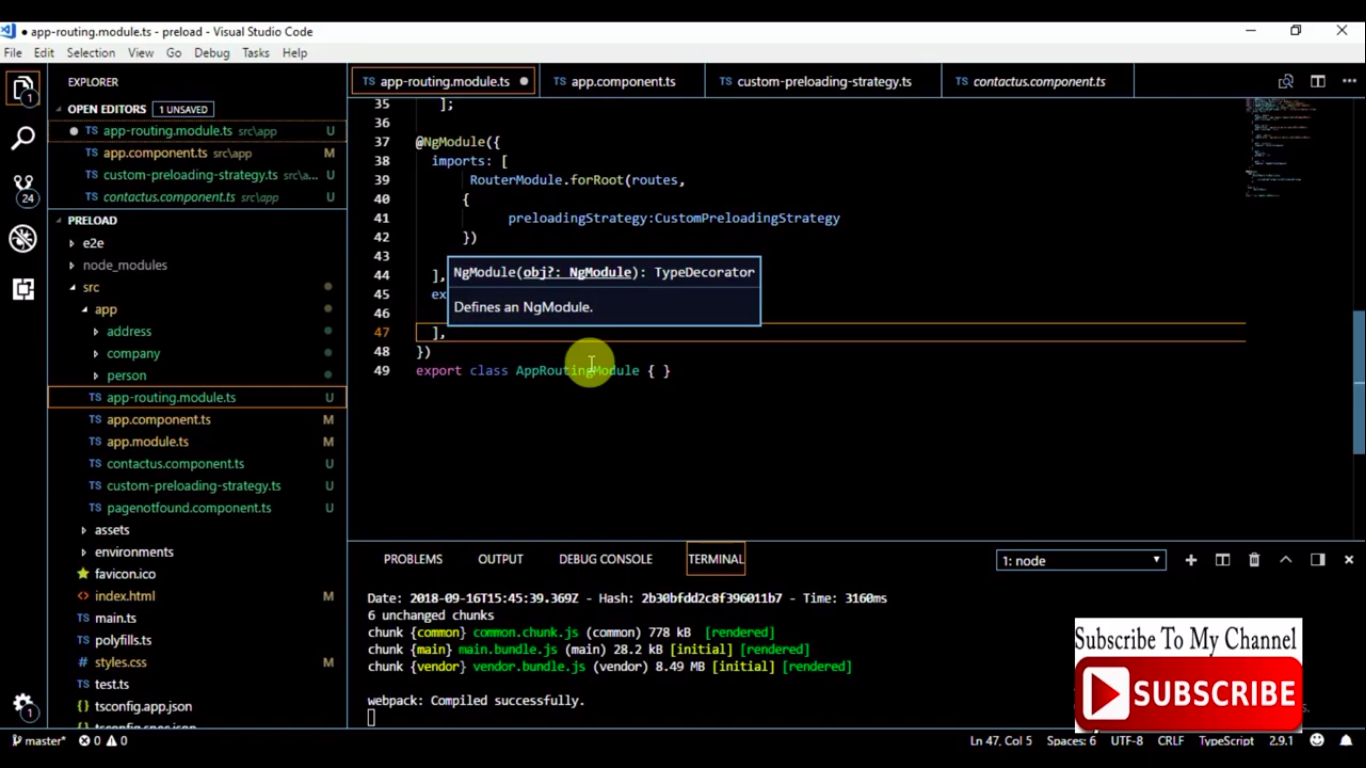 ● app-routing.module.ts - preload - Visual Studio Code
File Edit Selection View Go Debug Tasks Help
EXPLORER
OPEN EDITORS 1 UNSAVED
● TS app-routing.module.ts src\app U
TS app.component.ts src\app M
TS custom-preloading-strategy.ts src\a... U
TS contactus.component.ts src\app U
PRELOAD
e2e
node_modules
src
app
address
company
person
TS app-routing.module.ts U
TS app.component.ts M
TS app.module.ts M
TS contactus.component.ts U
TS custom-preloading-strategy.ts U
TS pagenotfound.component.ts U
assets
environments
favicon.ico
<> index.html M
TS main.ts
TS polyfills.ts
# styles.css M
TS test.ts
{} tsconfig.app.json
{} tsconfig.spec.json
1
24
1
TS app-routing.module.ts ● TS app.component.ts TS custom-preloading-strategy.ts TS contactus.component.ts
35 ];
36
37 @NgModule({
38 imports: [
39 RouterModule.forRoot(routes,
40 {
41 preloadingStrategy:CustomPreloadingStrategy
42 })
43
44 ],
45 ex
46
47 ],
48 })
49 export class AppRoutingModule { }
NgModule(obj?: NgModule): TypeDecorator
Defines an NgModule.
PROBLEMS OUTPUT DEBUG CONSOLE TERMINAL 1: node
Date: 2018-09-16T15:45:39.369Z - Hash: 2b30bfdd2c8f396011b7 - Time: 3160ms
6 unchanged chunks
chunk {common} common.chunk.js (common) 778 kB [rendered]
chunk {main} main.bundle.js (main) 28.2 kB [initial] [rendered]
chunk {vendor} vendor.bundle.js (vendor) 8.49 MB [initial] [rendered]
webpack: Compiled successfully.
Subscribe To My Channel
SUBSCRIBE
master* 0 0 Ln 47, Col 5 Spaces: 6 UTF-8 CRLF TypeScript 2.9.1